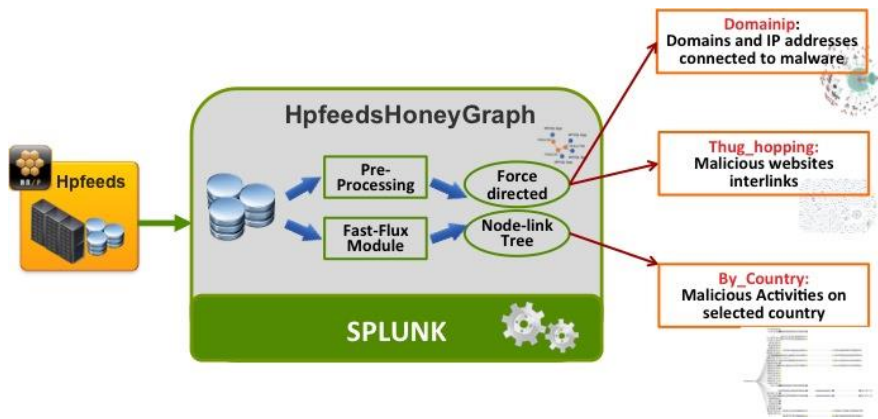 Hpfeeds
HpfeedsHoneyGraph
Pre-
Processing
Force
directed
Fast-Flux
Module
Node-link
Tree
SPLUNK
Domainip:
Domains and IP addresses
connected to malware
Thug_hopping:
Malicious websites
interlinks
By_Country:
Malicious Activities on
selected country